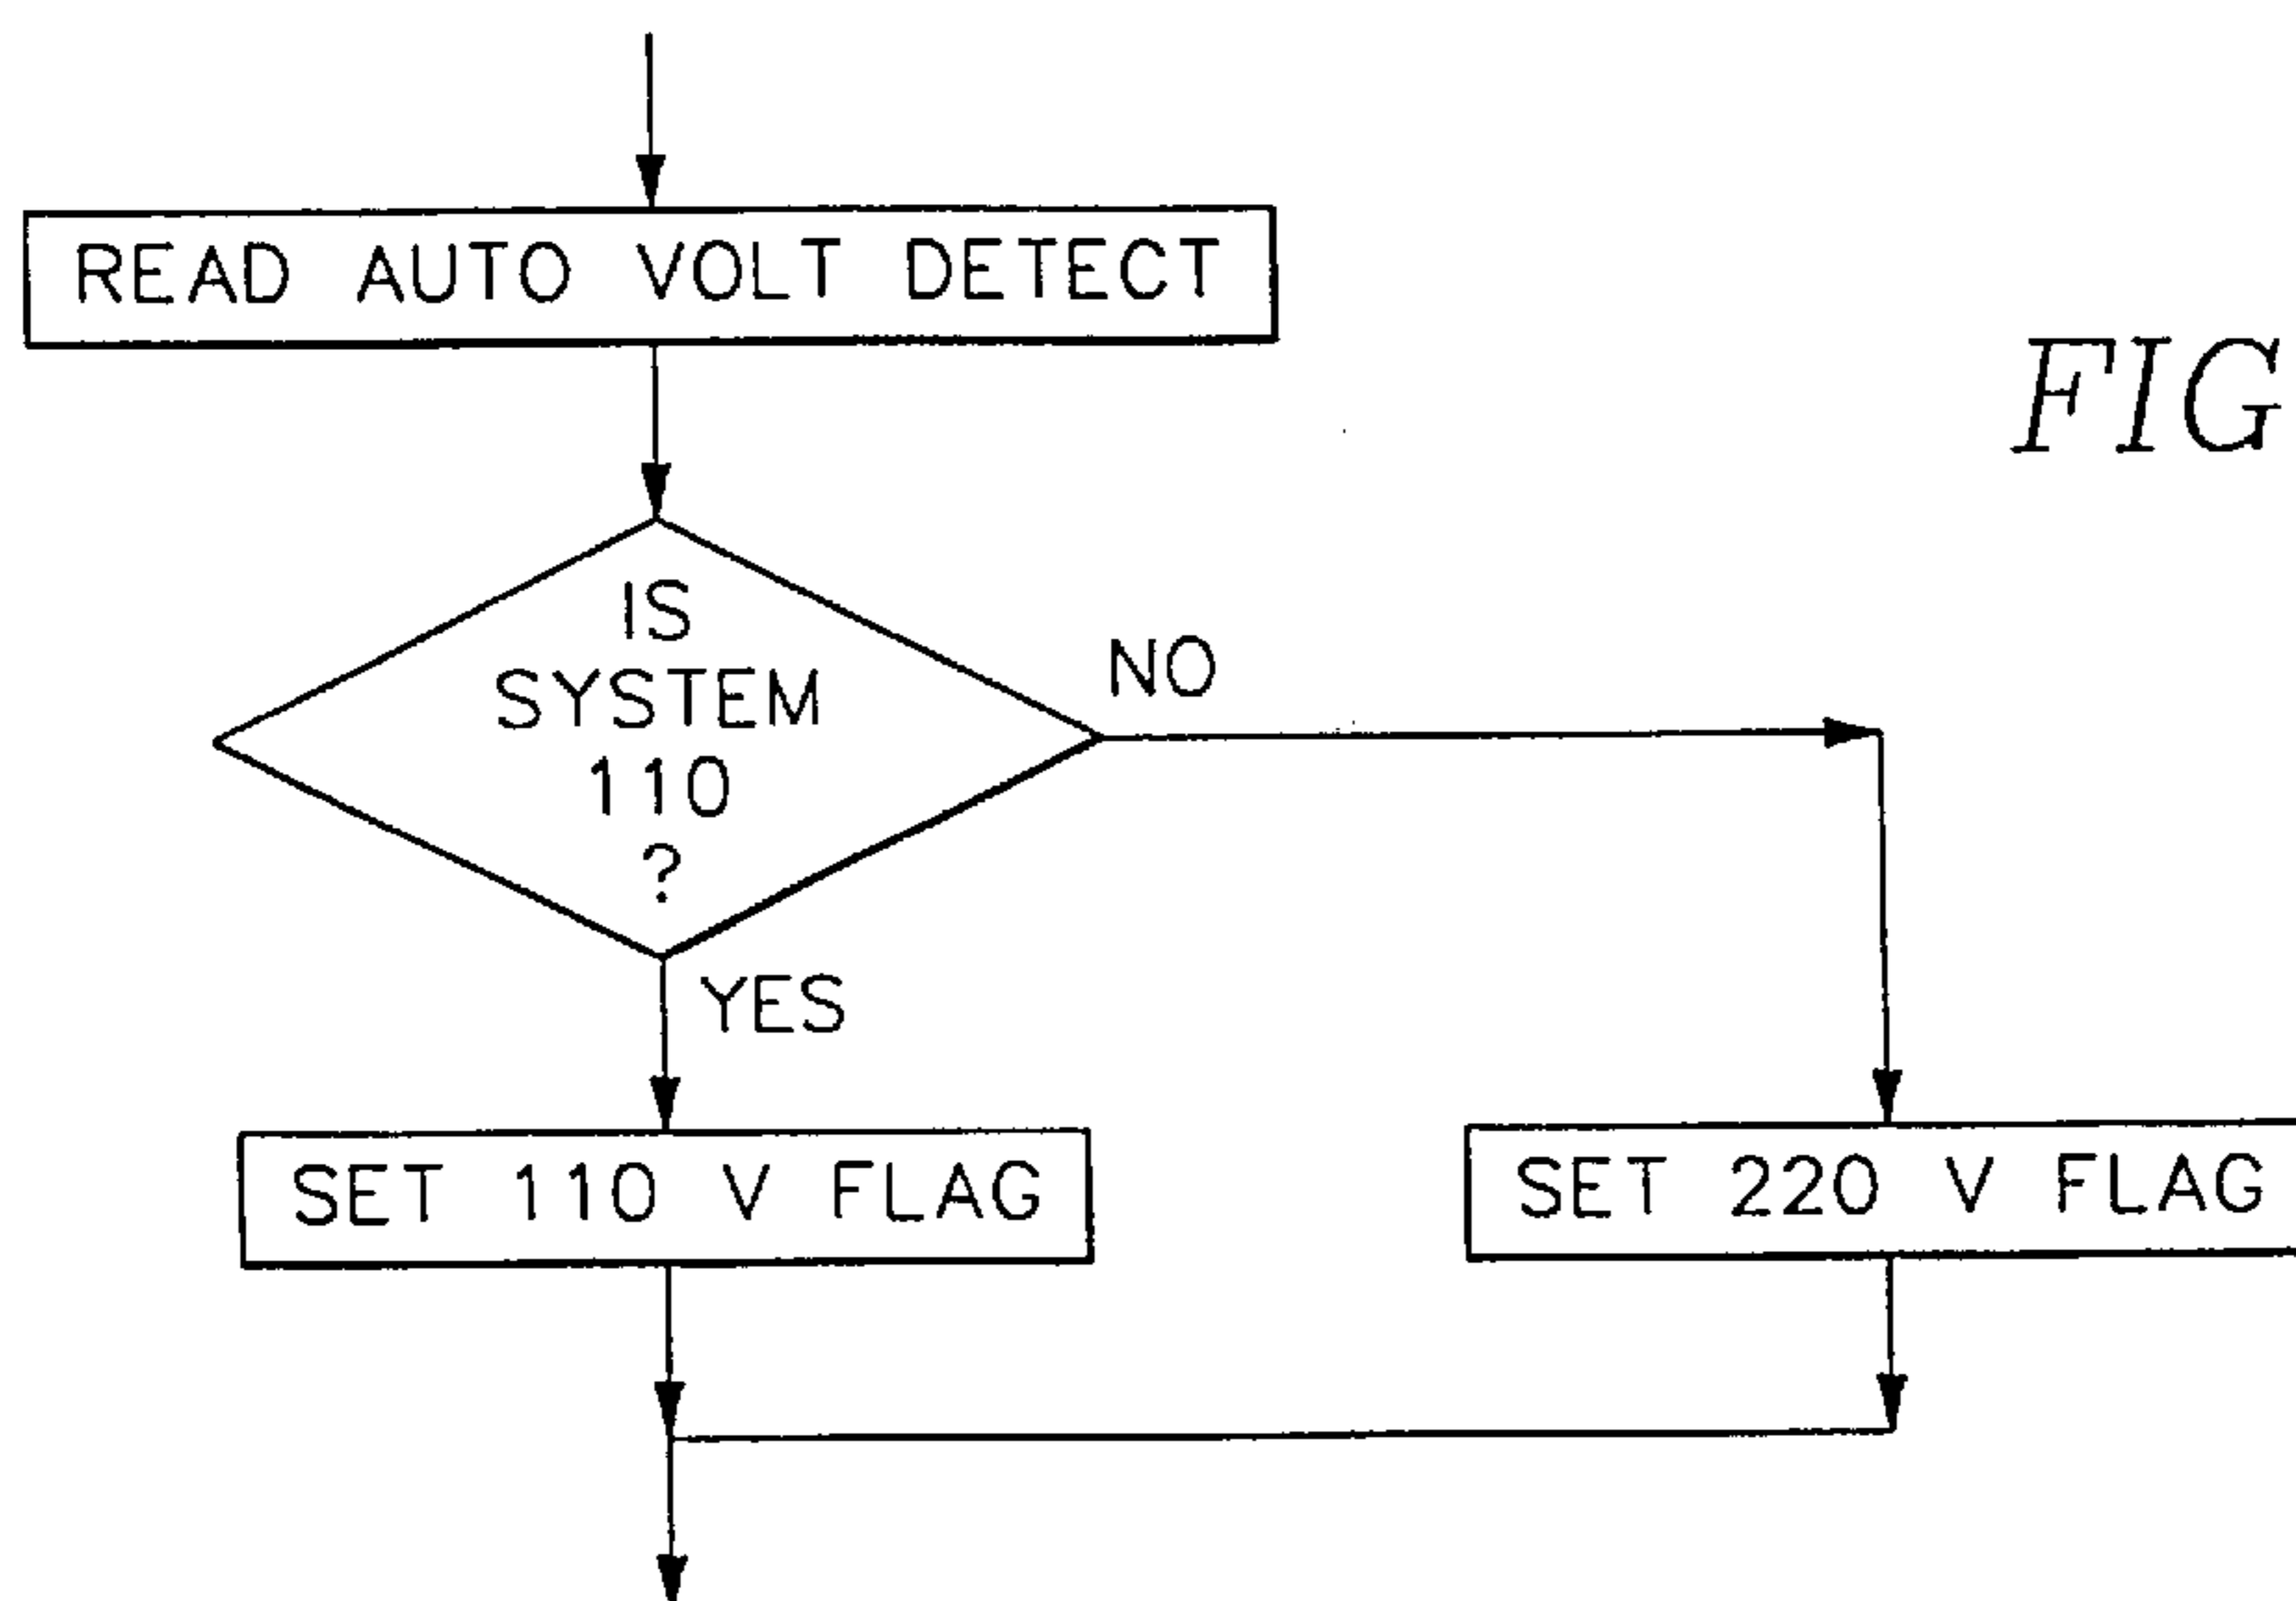 READ AUTO VOLT DETECT
FIG
IS
SYSTEM
110
?
NO
YES
SET 110 V FLAG
SET 220 V FLAG